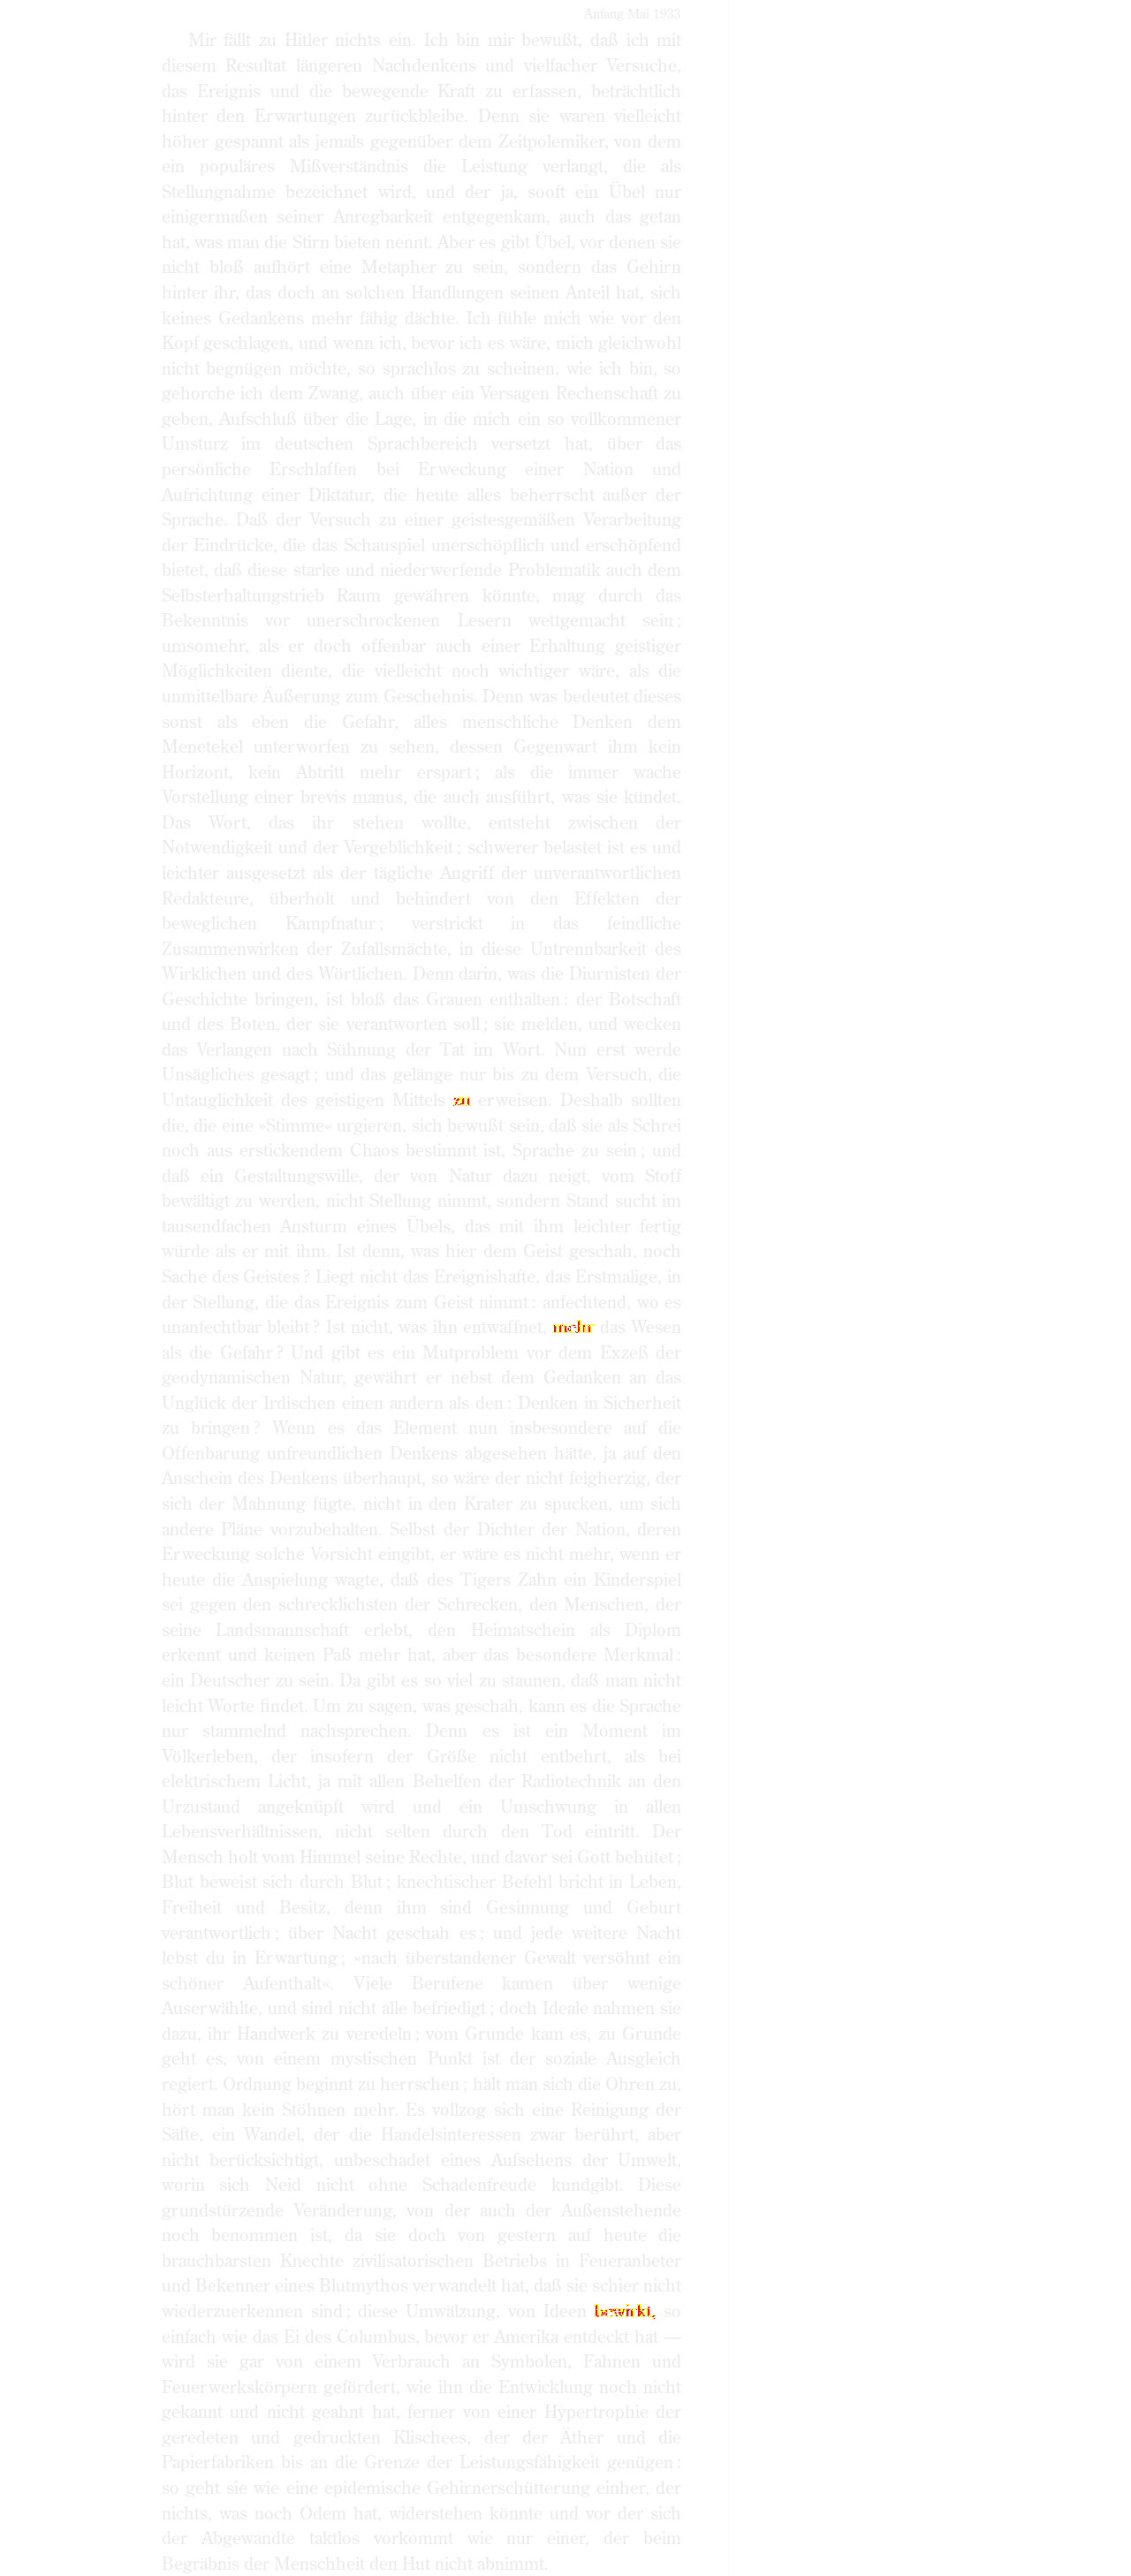 Anfang Mai 1933
Mir fällt zu Hitler nichts ein. Ich bin mir bewußt, daß ich mit
diesem Resultat längeren Nachdenkens und vielfacher Versuche,
das Ereignis und die bewegende Kraft zu erfassen, beträchtlich
hinter den Erwartungen zurückbleibe. Denn sie waren vielleicht
höher gespannt als jemals gegenüber dem Zeitpolemiker, von dem
ein populäres Mißverständnis die Leistung verlangt, die als
Stellungnahme bezeichnet wird, und der ja, sooft ein Übel nur
einigermaßen seiner Anregbarkeit entgegenkam, auch das getan
hat, was man die Stirn bieten nennt. Aber es gibt Übel, vor denen sie
nicht bloß aufhört eine Metapher zu sein, sondern das Gehirn
hinter ihr, das doch an solchen Handlungen seinen Anteil hat, sich
keines Gedankens mehr fähig dächte. Ich fühle mich wie vor den
Kopf geschlagen, und wenn ich, bevor ich es wäre, mich gleichwohl
nicht begnügen möchte, so sprachlos zu scheinen, wie ich bin, so
gehorche ich dem Zwang, auch über ein Versagen Rechenschaft zu
geben, Aufschluß über die Lage, in die mich ein so vollkommener
Umsturz im deutschen Sprachbereich versetzt hat, über das
persönliche Erschlaffen bei Erweckung einer Nation und
Aufrichtung einer Diktatur, die heute alles beherrscht außer der
Sprache. Daß der Versuch zu einer geistesgemäßen Verarbeitung
der Eindrücke, die das Schauspiel unerschöpflich und erschöpfend
bietet, daß diese starke und niederwerfende Problematik auch dem
Selbsterhaltungstrieb Raum gewähren könnte, mag durch das
Bekenntnis vor unerschrockenen Lesern wettgemacht sein ;
umsomehr, als er doch offenbar auch einer Erhaltung geistiger
Möglichkeiten diente, die vielleicht noch wichtiger wäre, als die
unmittelbare Äußerung zum Geschehnis. Denn was bedeutet dieses
sonst als eben die Gefahr, alles menschliche Denken dem
Menetekel unterworfen zu sehen, dessen Gegenwart ihm kein
Horizont, kein Abtritt mehr erspart ; als die immer wache
Vorstellung einer brevis manus, die auch ausführt, was sie kündet.
Das Wort, das ihr stehen wollte, entsteht zwischen der
Notwendigkeit und der Vergeblichkeit ; schwerer belastet ist es und
leichter ausgesetzt als der tägliche Angriff der unverantwortlichen
Redakteure, überholt und behindert von den Effekten der
beweglichen Kampfnatur ; verstrickt in das feindliche
Zusammenwirken der Zufallsmächte, in diese Untrennbarkeit des
Wirklichen und des Wörtlichen. Denn darin, was die Diurnisten der
Geschichte bringen, ist bloß das Grauen enthalten : der Botschaft
und des Boten, der sie verantworten soll ; sie melden, und wecken
das Verlangen nach Sühnung der Tat im Wort. Nun erst werde
Unsägliches gesagt ; und das gelänge nur bis zu dem Versuch, die
Untauglichkeit des geistigen Mittels zu erweisen. Deshalb sollten
die, die eine »Stimme« urgieren, sich bewußt sein, daß sie als Schrei
noch aus erstickendem Chaos bestimmt ist, Sprache zu sein ; und
daß ein Gestaltungswille, der von Natur dazu neigt, vom Stoff
bewältigt zu werden, nicht Stellung nimmt, sondern Stand sucht im
tausendfachen Ansturm eines Übels, das mit ihm leichter fertig
würde als er mit ihm. Ist denn, was hier dem Geist geschah, noch
Sache des Geistes ? Liegt nicht das Ereignishafte, das Erstmalige, in
der Stellung, die das Ereignis zum Geist nimmt : anfechtend, wo es
unanfechtbar bleibt ? Ist nicht, was ihn entwaffnet, mehr das Wesen
als die Gefahr ? Und gibt es ein Mutproblem vor dem Exzeß der
geodynamischen Natur, gewährt er nebst dem Gedanken an das
Unglück der Irdischen einen andern als den : Denken in Sicherheit
zu bringen ? Wenn es das Element nun insbesondere auf die
Offenbarung unfreundlichen Denkens abgesehen hätte, ja auf den
Anschein des Denkens überhaupt, so wäre der nicht feigherzig, der
sich der Mahnung fügte, nicht in den Krater zu spucken, um sich
andere Pläne vorzubehalten. Selbst der Dichter der Nation, deren
Erweckung solche Vorsicht eingibt, er wäre es nicht mehr, wenn er
heute die Anspielung wagte, daß des Tigers Zahn ein Kinderspiel
sei gegen den schrecklichsten der Schrecken, den Menschen, der
seine Landsmannschaft erlebt, den Heimatschein als Diplom
erkennt und keinen Paß mehr hat, aber das besondere Merkmal :
ein Deutscher zu sein. Da gibt es so viel zu staunen, daß man nicht
leicht Worte findet. Um zu sagen, was geschah, kann es die Sprache
nur stammelnd nachsprechen. Denn es ist ein Moment im
Völkerleben, der insofern der Größe nicht entbehrt, als bei
elektrischem Licht, ja mit allen Behelfen der Radiotechnik an den
Urzustand angeknüpft wird und ein Umschwung in allen
Lebensverhältnissen, nicht selten durch den Tod eintritt. Der
Mensch holt vom Himmel seine Rechte, und davor sei Gott behütet ;
Blut beweist sich durch Blut ; knechtischer Befehl bricht in Leben,
Freiheit und Besitz, denn ihm sind Gesinnung und Geburt
verantwortlich ; über Nacht geschah es ; und jede weitere Nacht
lebst du in Erwartung ; »nach überstandener Gewalt versöhnt ein
schöner Aufenthalt«. Viele Berufene kamen über wenige
Auserwählte, und sind nicht alle befriedigt ; doch Ideale nahmen sie
dazu, ihr Handwerk zu veredeln ; vom Grunde kam es, zu Grunde
geht es, von einem mystischen Punkt ist der soziale Ausgleich
regiert. Ordnung beginnt zu herrschen ; hält man sich die Ohren zu,
hört man kein Stöhnen mehr. Es vollzog sich eine Reinigung der
Säfte, ein Wandel, der die Handelsinteressen zwar berührt, aber
nicht berücksichtigt, unbeschadet eines Aufsehens der Umwelt,
worin sich Neid nicht ohne Schadenfreude kundgibt. Diese
grundstürzende Veränderung, von der auch der Außenstehende
noch benommen ist, da sie doch von gestern auf heute die
brauchbarsten Knechte zivilisatorischen Betriebs in Feueranbeter
und Bekenner eines Blutmythos verwandelt hat, daß sie schier nicht
wiederzuerkennen sind ; diese Umwälzung, von Ideen bewirkt, so
einfach wie das Ei des Columbus, bevor er Amerika entdeckt hat —
wird sie gar von einem Verbrauch an Symbolen, Fahnen und
Feuerwerkskörpern gefördert, wie ihn die Entwicklung noch nicht
gekannt und nicht geahnt hat, ferner von einer Hypertrophie der
geredeten und gedruckten Klischees, der der Äther und die
Papierfabriken bis an die Grenze der Leistungsfähigkeit genügen :
so geht sie wie eine epidemische Gehirnerschütterung einher, der
nichts, was noch Odem hat, widerstehen könnte und vor der sich
der Abgewandte taktlos vorkommt wie nur einer, der beim
Begräbnis der Menschheit den Hut nicht abnimmt.